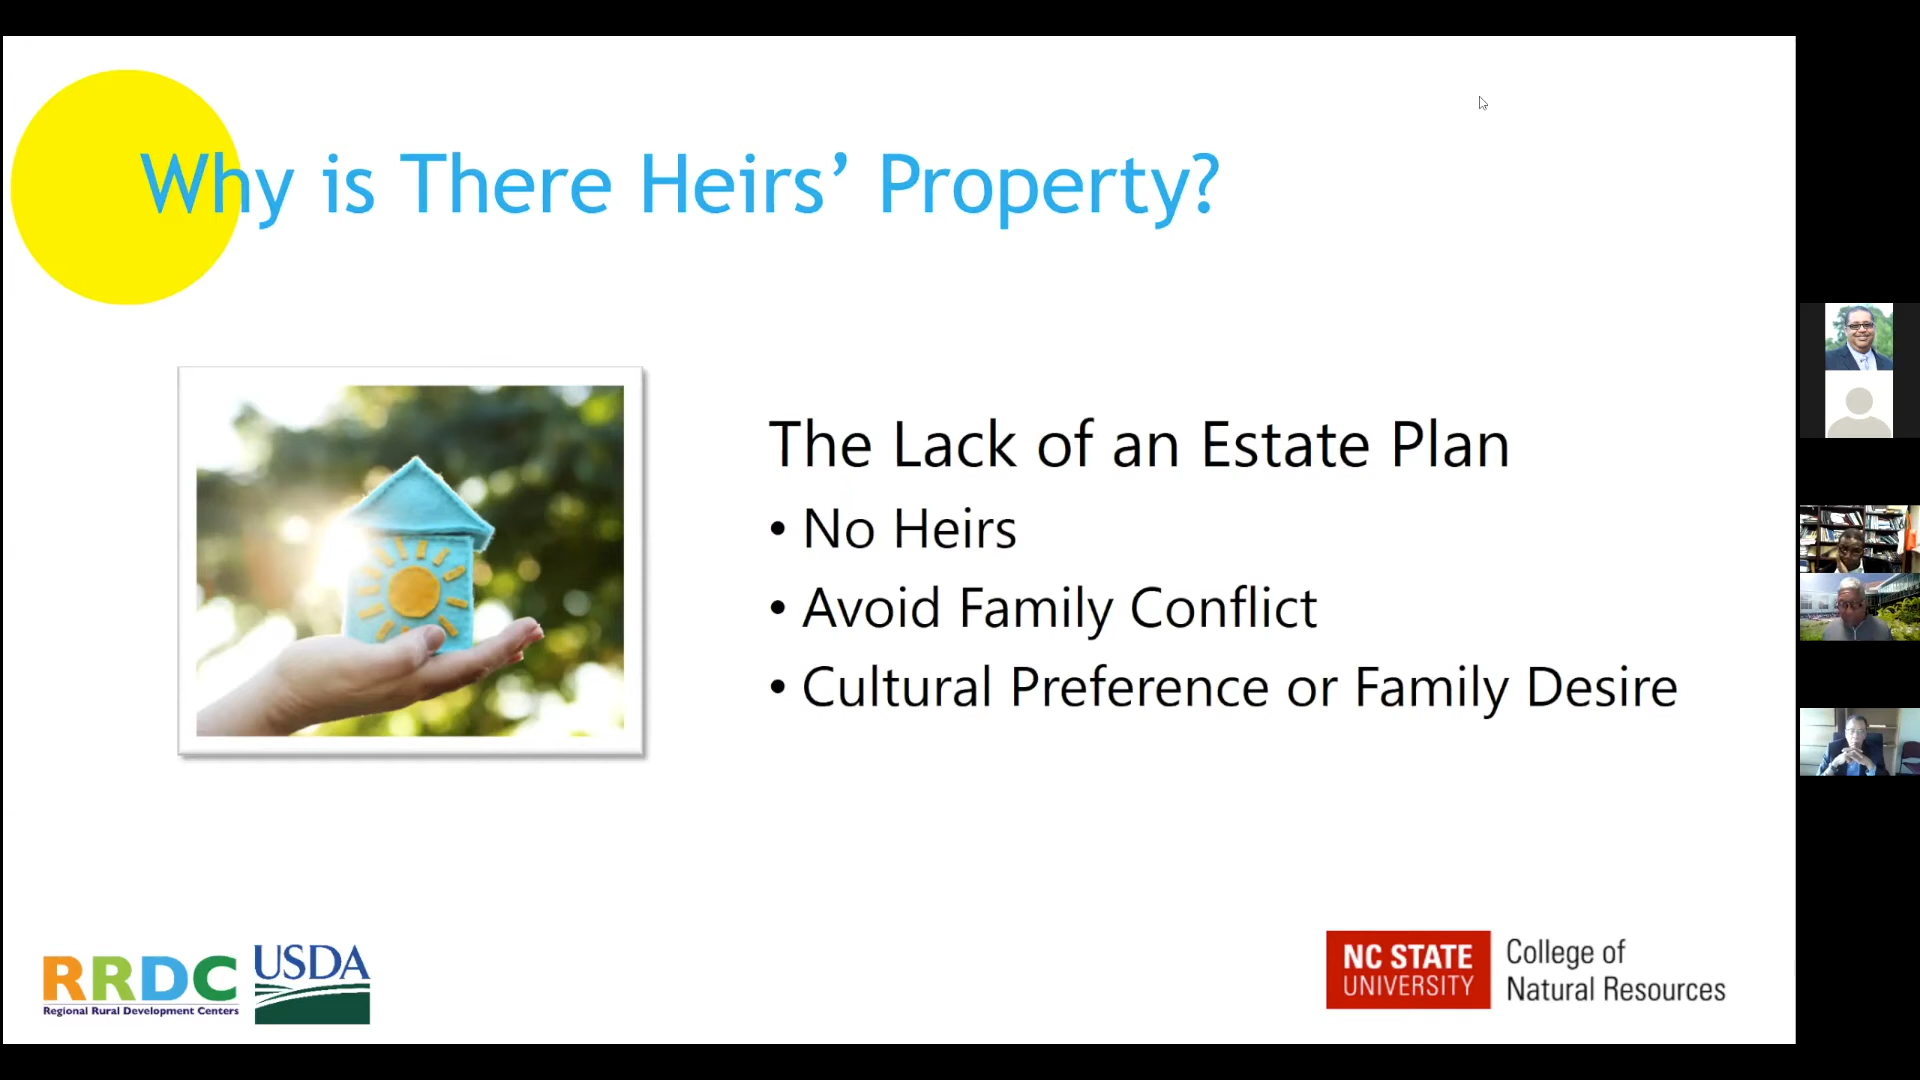 Why is There Heirs’ Property?
The Lack of an Estate Plan
• No Heirs
• Avoid Family Conflict
• Cultural Preference or Family Desire
RRDC
Regional Rural Development Centers
USDA
NC STATE
UNIVERSITY
College of
Natural Resources